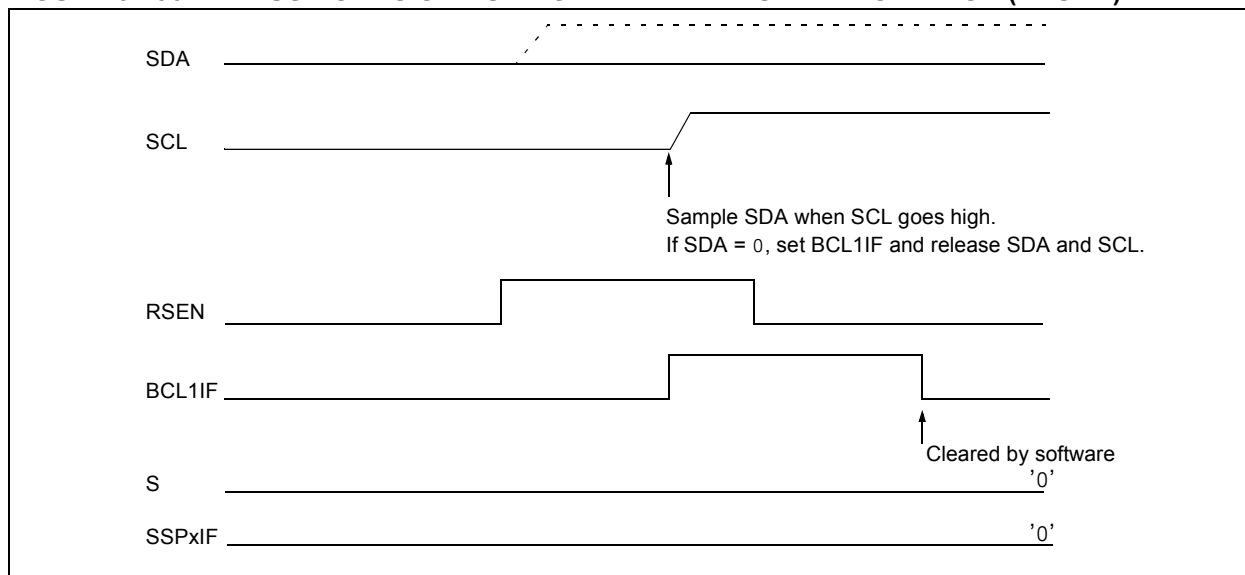 SDA
SCL
Sample SDA when SCL goes high.
If SDA = 0, set BCL1IF and release SDA and SCL.
RSEN
BCL1IF
Cleared by software
S
'0'
SSPxIF
'0'